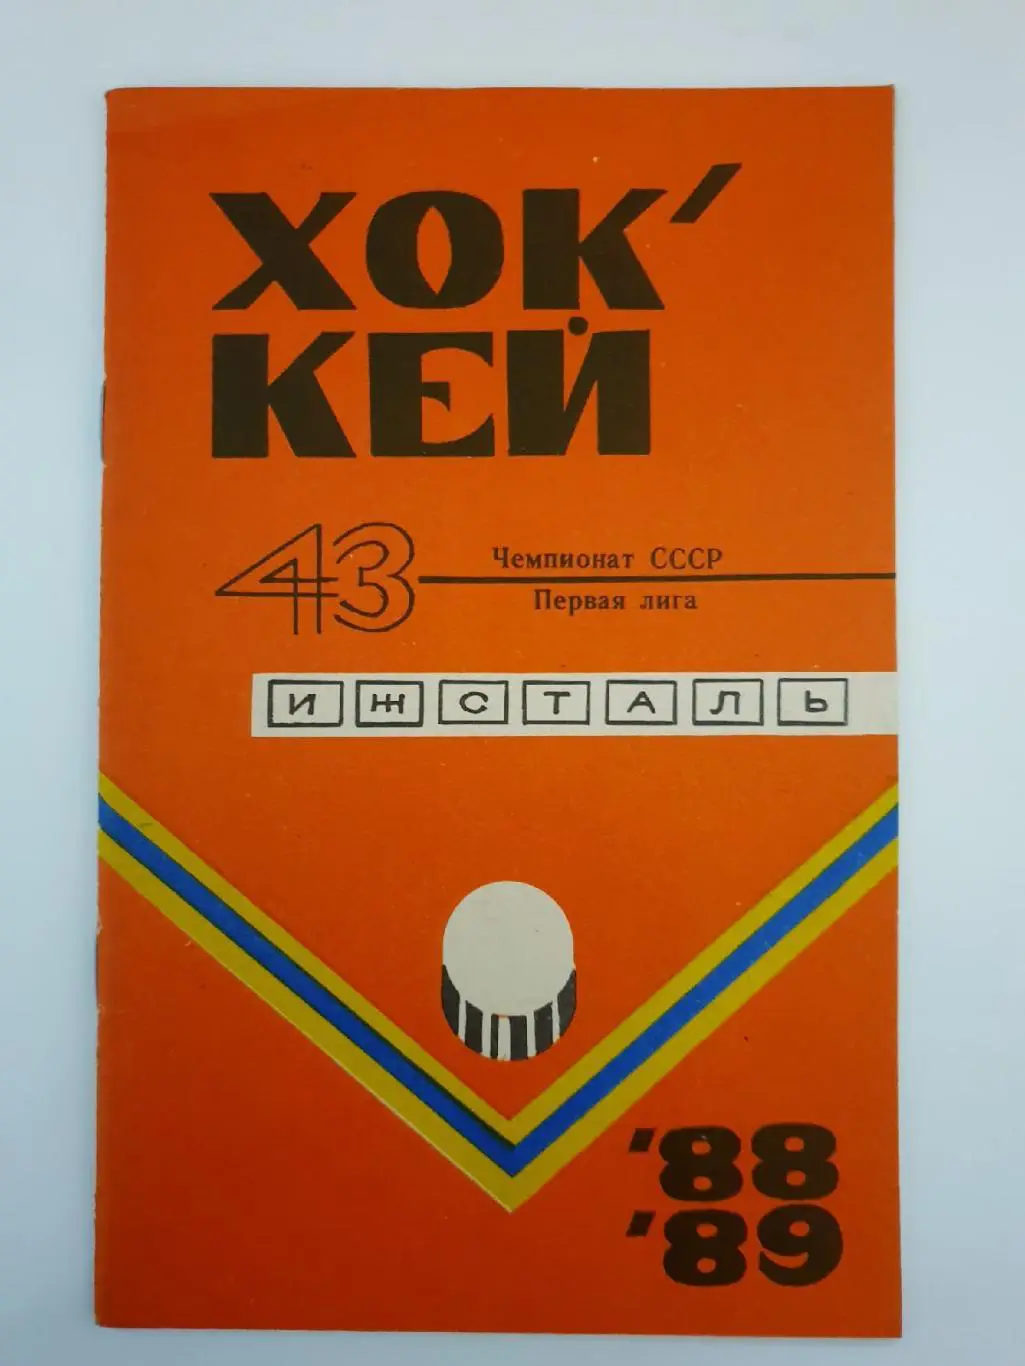 ХОК'
КЕЙ
43 Чемпионат СССР
Первая лига
ИЖСТАЛЬ
'88
'89